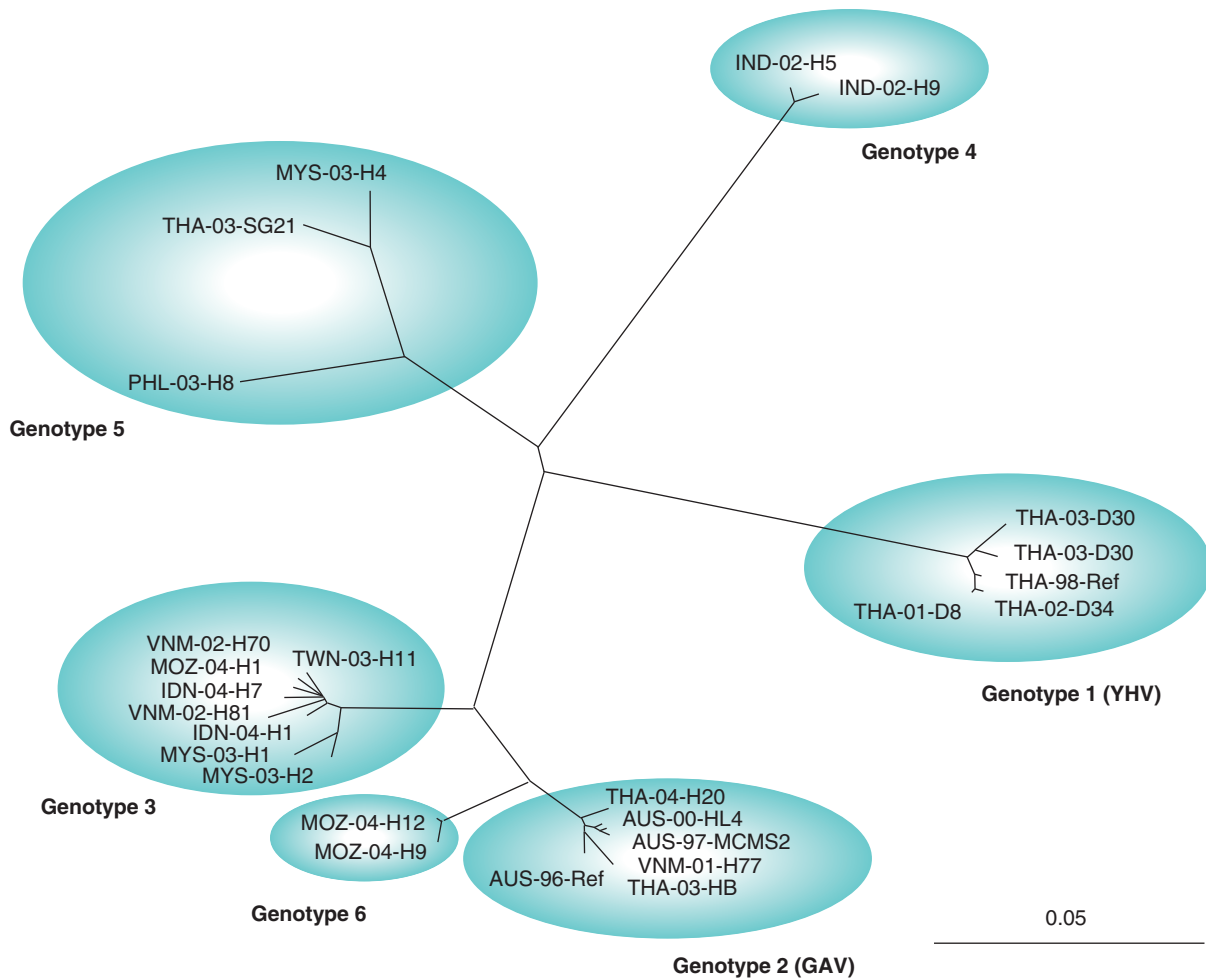 IND-02-H5
IND-02-H9
Genotype 4
MYS-03-H4
THA-03-SG21
PHL-03-H8
Genotype 5
THA-03-D30
THA-03-D30
THA-98-Ref
THA-01-D8
THA-02-D34
Genotype 1 (YHV)
VNM-02-H70
TWN-03-H11
MOZ-04-H1
IDN-04-H7
VNM-02-H81
IDN-04-H1
MYS-03-H1
MYS-03-H2
Genotype 3
MOZ-04-H12
MOZ-04-H9
Genotype 6
THA-04-H20
AUS-00-HL4
AUS-97-MCMS2
VNM-01-H77
AUS-96-Ref
THA-03-HB
Genotype 2 (GAV)
0.05